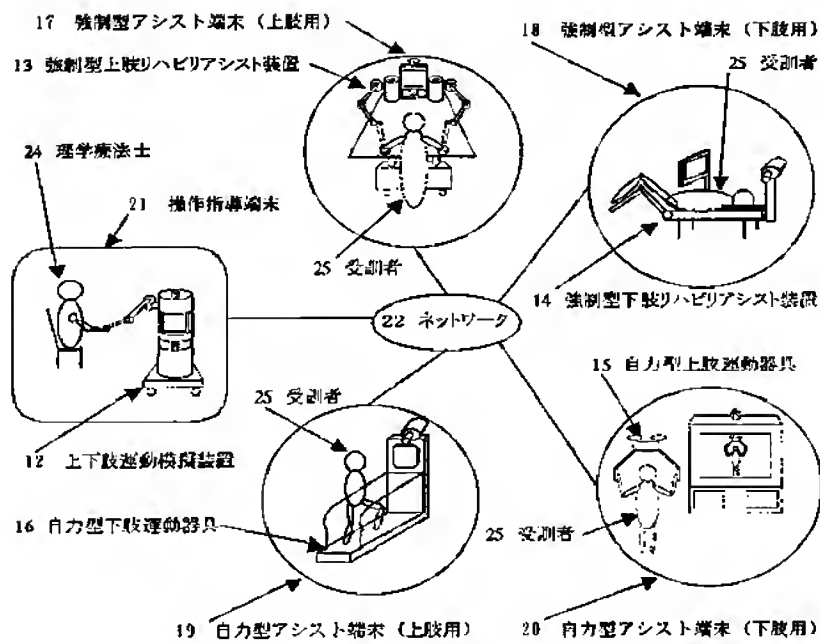 17 強制型アシスト端末（上肢用）
18 強制型アシスト端末（下肢用）
13 強制型上肢リハビリアシスト装置
25 受訓者
24 理学療法士
21 操作指導端末
25 受訓者
14 強制型下肢リハビリアシスト装置
22 ネットワーク
15 自力型上肢運動器具
25 受訓者
12 上下肢運動模擬装置
16 自力型下肢運動器具
25 受訓者
19 自力型アシスト端末（上肢用）
20 自力型アシスト端末（下肢用）